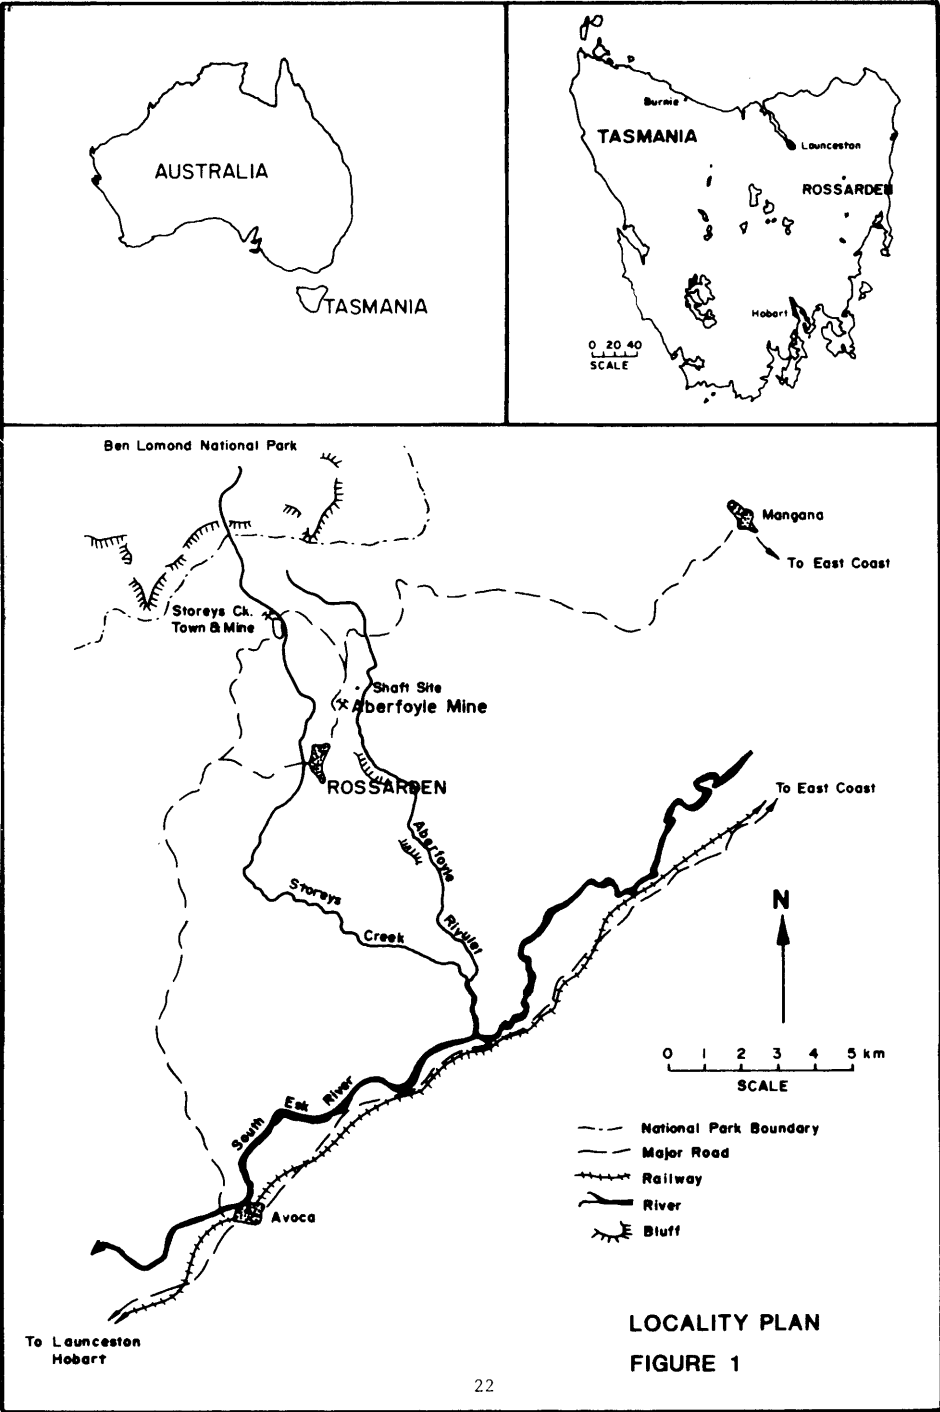 AUSTRALIA
TASMANIA
Burnie
TASMANIA
Launceston
ROSSARDEN
Hobart
0 20 40
SCALE
Ben Lomond National Park
Mangana
To East Coast
Storeys Ck.
Town & Mine
Shaft Site
Aberfoyle Mine
ROSSARDEN
To East Coast
Aberfoyle
Rivulet
Storeys
Creek
N
0 1 2 3 4 5 km
SCALE
South Esk River
National Park Boundary
Major Road
Railway
River
Bluff
Avoca
To Launceston
Hobart
LOCALITY PLAN
FIGURE 1
22